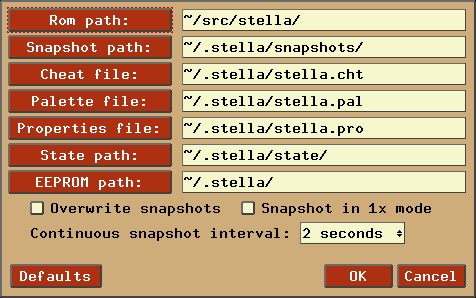 Rom path: ~/src/stella/
Snapshot path: ~/.stella/snapshots/
Cheat file: ~/.stella/stella.cht
Palette file: ~/.stella/stella.pal
Properties file: ~/.stella/stella.pro
State path: ~/.stella/state/
EEPROM path: ~/.stella/
Overwrite snapshots Snapshot in 1x mode
Continuous snapshot interval: 2 seconds
Defaults OK Cancel